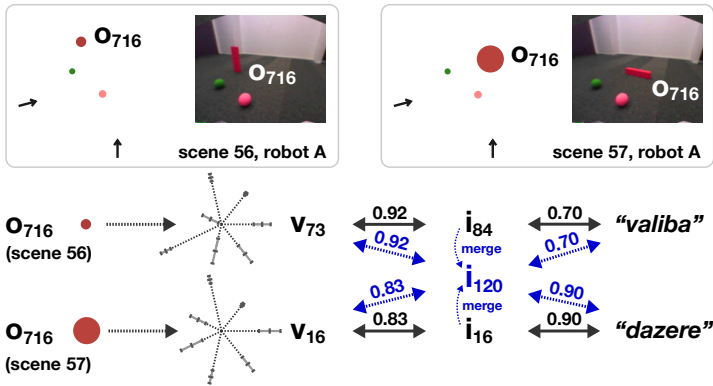 o716
o716
scene 56, robot A
o716
o716
scene 57, robot A
o716
(scene 56)
v73
0.92
0.92
i84
merge
0.70
0.70
“valiba”
i120
o716
(scene 57)
v16
0.83
0.83
merge
i16
0.90
0.90
“dazere”